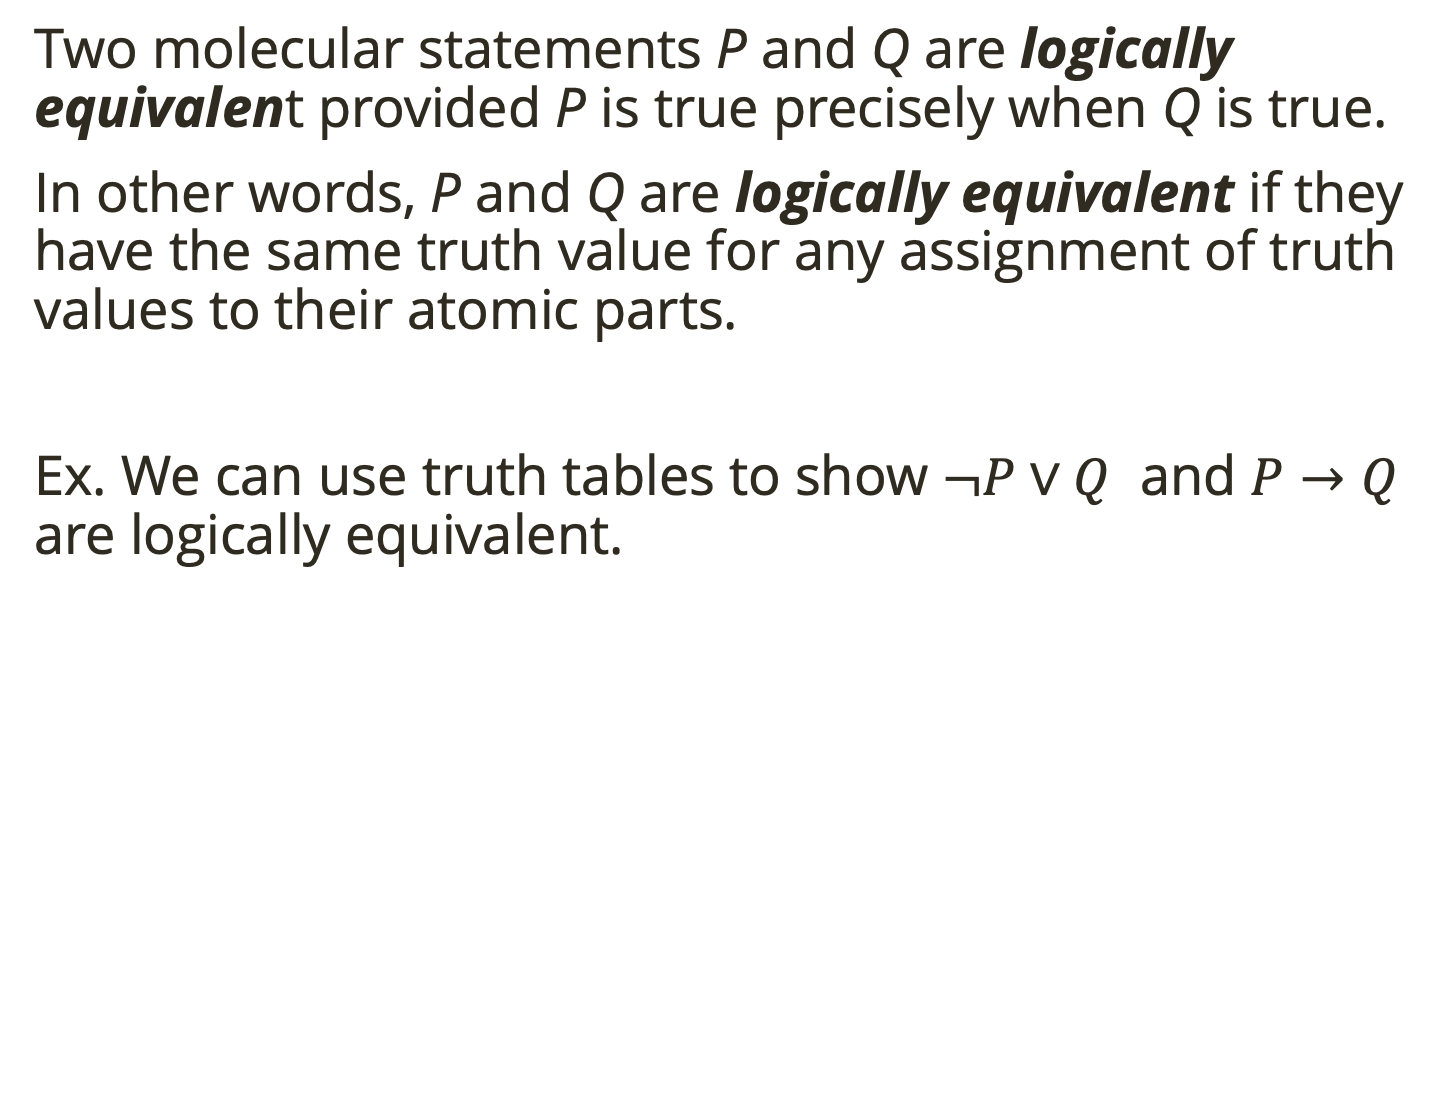 Two molecular statements P and Q are logically
equivalent provided P is true precisely when Q is true.
In other words, P and Q are logically equivalent if they
have the same truth value for any assignment of truth
values to their atomic parts.
Ex. We can use truth tables to show ¬P ∨ Q and P → Q
are logically equivalent.